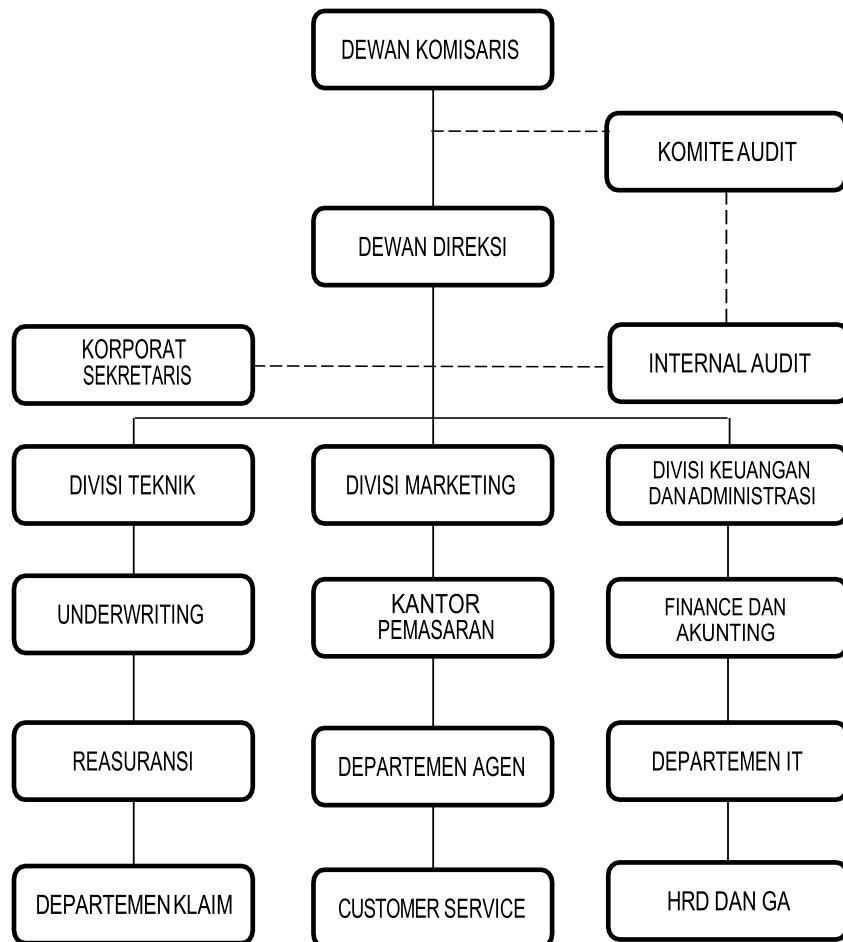 DEWAN KOMISARIS
KOMITE AUDIT
DEWAN DIREKSI
KORPORAT
SEKRETARIS
INTERNAL AUDIT
DIVISI TEKNIK
DIVISI MARKETING
DIVISI KEUANGAN
DAN ADMINISTRASI
UNDERWRITING
KANTOR
PEMASARAN
FINANCE DAN
AKUNTING
REASURANSI
DEPARTEMEN AGEN
DEPARTEMEN IT
DEPARTEMEN KLAIM
CUSTOMER SERVICE
HRD DAN GA